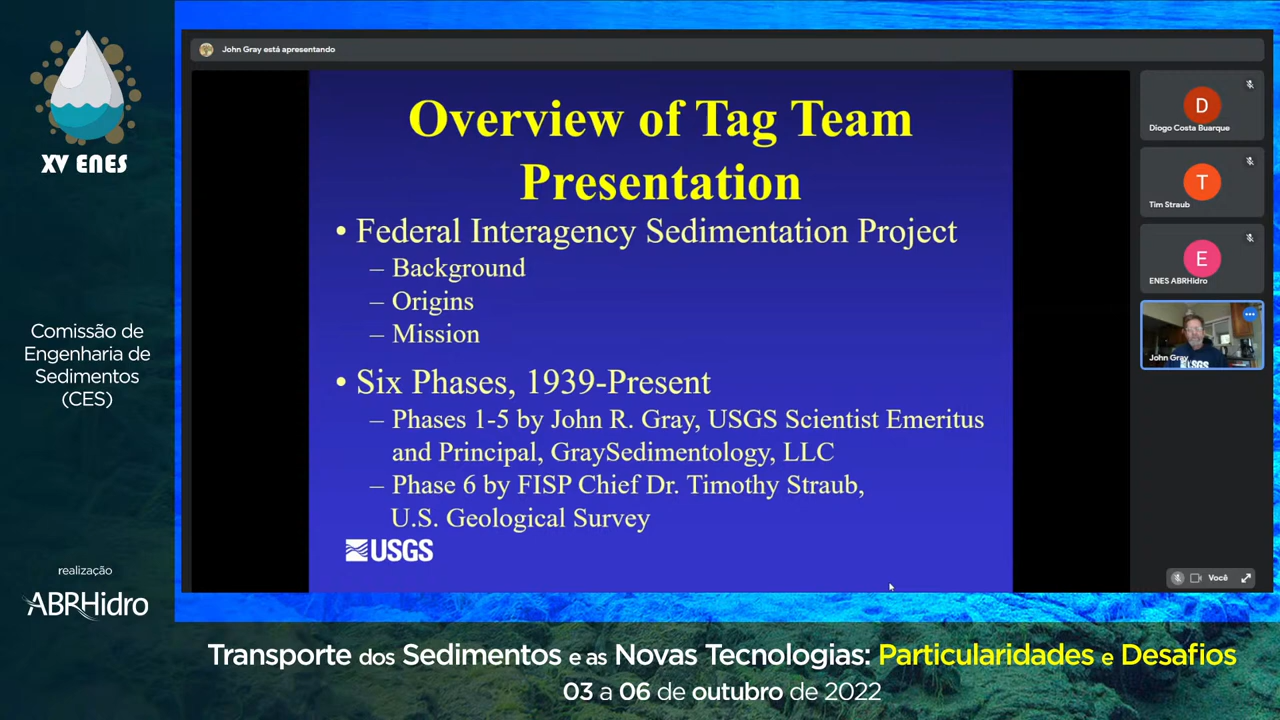 XV ENES
Comissão de
Engenharia de
Sedimentos
(CES)
realização
ABRHidro
John Gray está apresentando
Overview of Tag Team
Presentation
• Federal Interagency Sedimentation Project
– Background
– Origins
– Mission
• Six Phases, 1939-Present
– Phases 1-5 by John R. Gray, USGS Scientist Emeritus
and Principal, GraySedimentology, LLC
– Phase 6 by FISP Chief Dr. Timothy Straub,
U.S. Geological Survey
USGS
D
Diogo Costa Buarque
T
Tim Straub
E
ENES ABRHidro
John Gray
USGS
Você
Transporte dos Sedimentos e as Novas Tecnologias: Particularidades e Desafios
03 a 06 de outubro de 2022